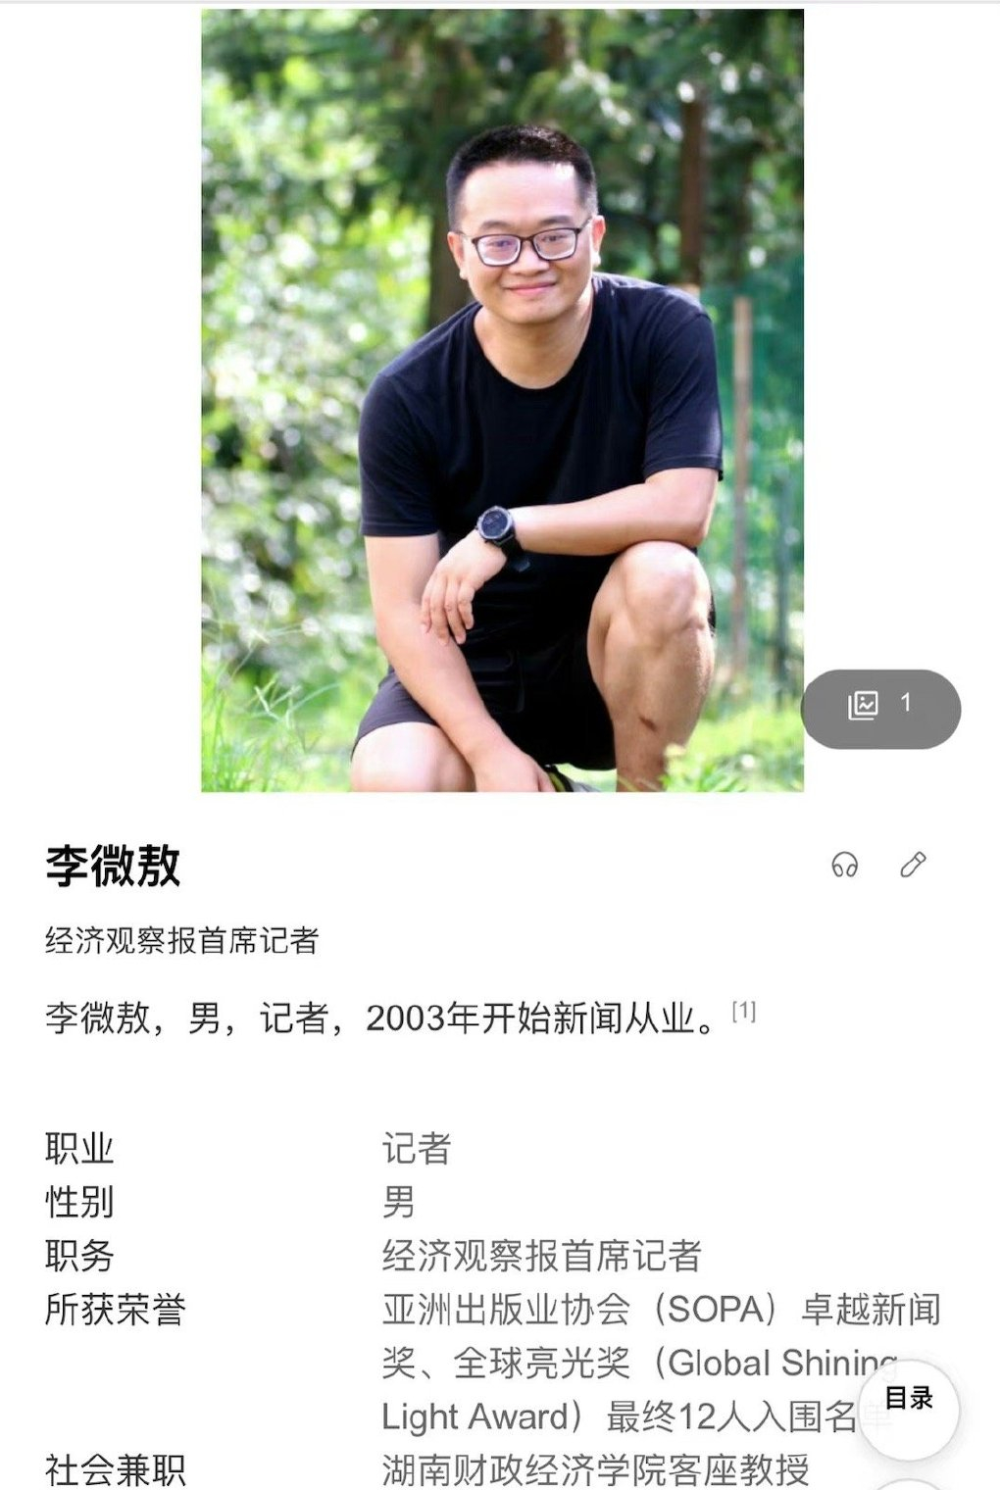 1
李微敖
经济观察报首席记者
李微敖，男，记者，2003年开始新闻从业。[1]
职业 记者
性别 男
职务 经济观察报首席记者
所获荣誉 亚洲出版业协会（SOPA）卓越新闻
奖、全球亮光奖（Global Shining
Light Award）最终12人入围名单
目录
社会兼职 湖南财政经济学院客座教授